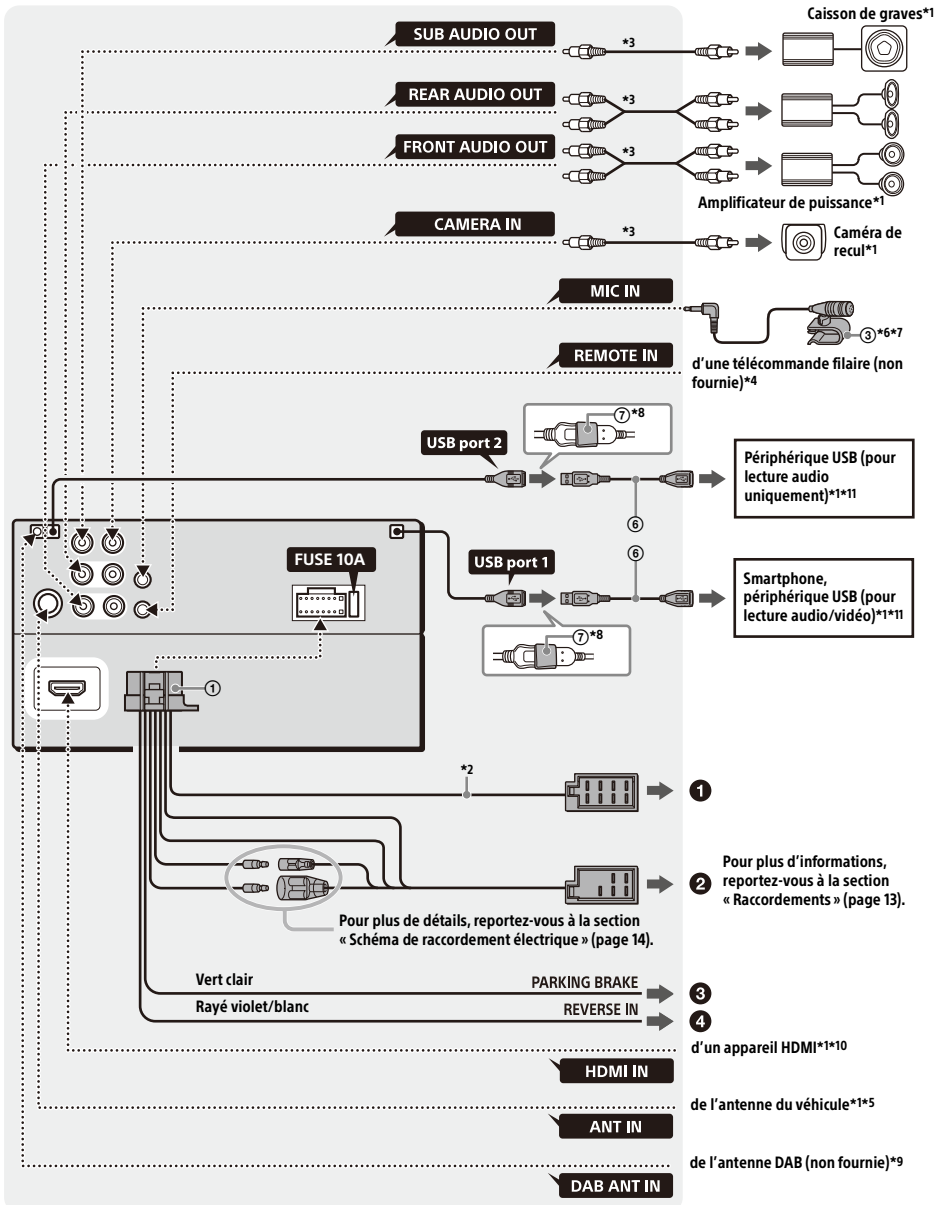 Caisson de graves*1
SUB AUDIO OUT
*3
REAR AUDIO OUT
*3
FRONT AUDIO OUT
*3
Amplificateur de puissance*1
CAMERA IN
*3
Caméra de
recul*1
MIC IN
③*6*7
REMOTE IN
d'une télécommande filaire (non
fournie)*4
⑦*8
USB port 2
Périphérique USB (pour
lecture audio
uniquement)*1*11
⑥
⑥
FUSE 10A
USB port 1
Smartphone,
périphérique USB (pour
lecture audio/vidéo)*1*11
⑦*8
①
*2
❶
❷
Pour plus d'informations,
reportez-vous à la section
« Raccordements » (page 13).
Pour plus de détails, reportez-vous à la section
« Schéma de raccordement électrique » (page 14).
Vert clair PARKING BRAKE ❸
Rayé violet/blanc REVERSE IN ❹
d'un appareil HDMI*1*10
HDMI IN
de l'antenne du véhicule*1*5
ANT IN
de l'antenne DAB (non fournie)*9
DAB ANT IN